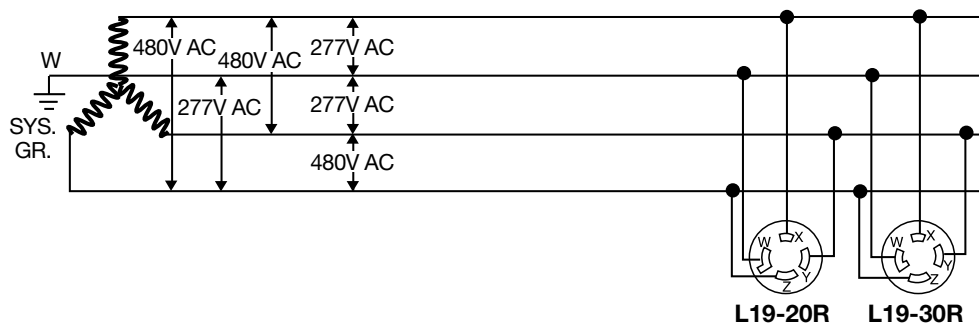 480V AC
480V AC
277V AC
W
277V AC
277V AC
SYS.
GR.
480V AC
W
X
Y
Z
W
X
Y
Z
L19-20R
L19-30R